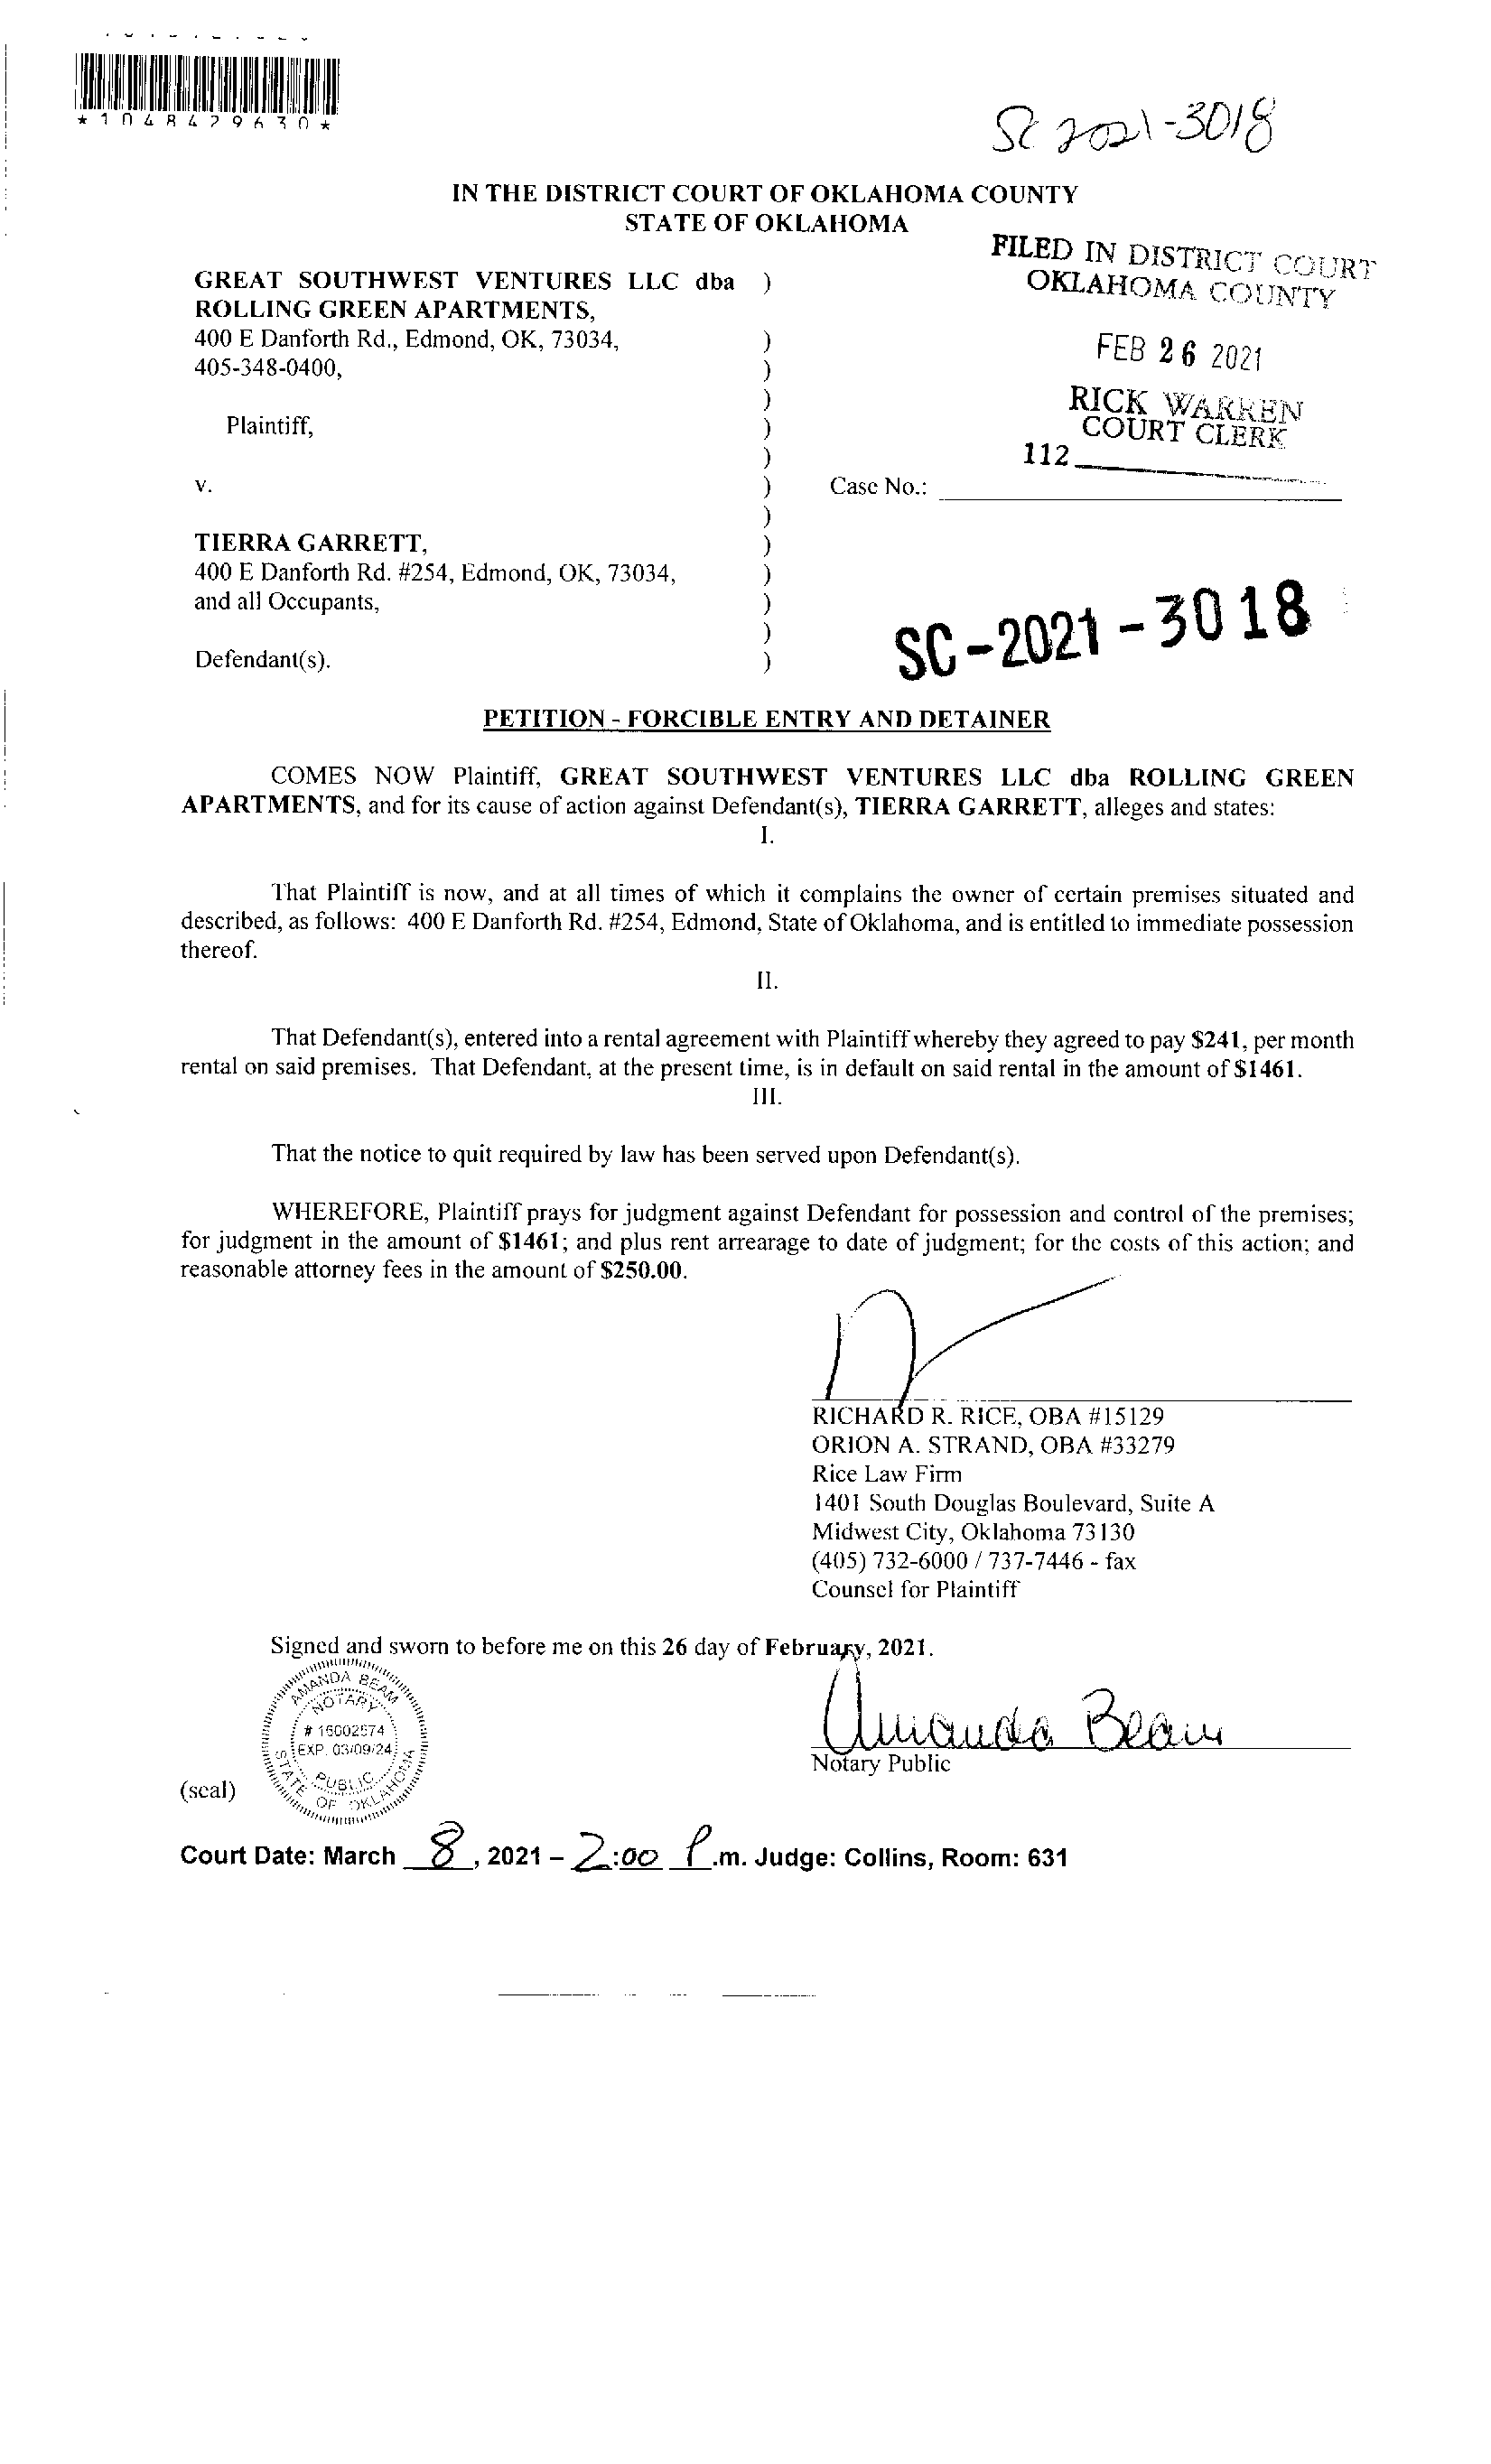 *1048479630*
SC 2021-3018
IN THE DISTRICT COURT OF OKLAHOMA COUNTY
STATE OF OKLAHOMA
FILED IN DISTRICT COURT
OKLAHOMA COUNTY
FEB 26 2021
RICK WARREN
COURT CLERK
112
GREAT SOUTHWEST VENTURES LLC dba )
ROLLING GREEN APARTMENTS,
400 E Danforth Rd., Edmond, OK, 73034, )
405-348-0400, )
)
Plaintiff, )
)
v. ) Case No.:
)
TIERRA GARRETT, )
400 E Danforth Rd. #254, Edmond, OK, 73034, )
and all Occupants, )
)
Defendant(s). )
SC-2021-3018
PETITION - FORCIBLE ENTRY AND DETAINER
COMES NOW Plaintiff, GREAT SOUTHWEST VENTURES LLC dba ROLLING GREEN
APARTMENTS, and for its cause of action against Defendant(s), TIERRA GARRETT, alleges and states:
I.
That Plaintiff is now, and at all times of which it complains the owner of certain premises situated and
described, as follows: 400 E Danforth Rd. #254, Edmond, State of Oklahoma, and is entitled to immediate possession
thereof.
II.
That Defendant(s), entered into a rental agreement with Plaintiff whereby they agreed to pay $241, per month
rental on said premises. That Defendant, at the present time, is in default on said rental in the amount of $1461.
III.
That the notice to quit required by law has been served upon Defendant(s).
WHEREFORE, Plaintiff prays for judgment against Defendant for possession and control of the premises;
for judgment in the amount of $1461; and plus rent arrearage to date of judgment; for the costs of this action; and
reasonable attorney fees in the amount of $250.00.
RICHARD R. RICE, OBA #15129
ORION A. STRAND, OBA #33279
Rice Law Firm
1401 South Douglas Boulevard, Suite A
Midwest City, Oklahoma 73130
(405) 732-6000 / 737-7446 - fax
Counsel for Plaintiff
Signed and sworn to before me on this 26 day of February, 2021.
AMANDA BEAM
NOTARY
# 16002574
EXP. 03/09/24
PUBLIC
STATE OF OKLAHOMA
Amanda Beam
Notary Public
(seal)
Court Date: March 8, 2021 – 2:00 P.m. Judge: Collins, Room: 631